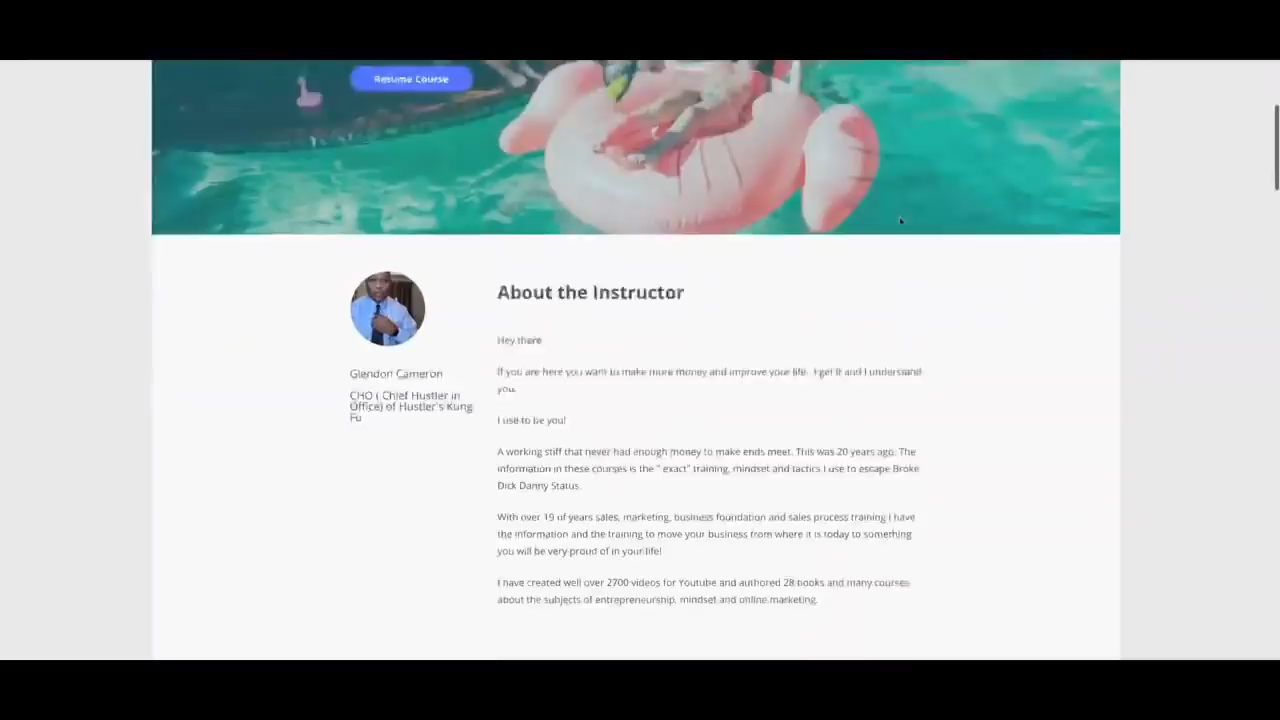 Resume Course
About the Instructor
Hey there
If you are here you want to make more money and improve your life. I get it and I understand
you.
I use to be you!
Glendon Cameron
CHO ( Chief Hustler in
Office) of Hustler's Kung
Fu
A working stiff that never had enough money to make ends meet. This was 20 years ago. The
information in these courses is the " exact" training, mindset and tactics I use to escape Broke
Dick Danny Status.
With over 19 of years sales, marketing, business foundation and sales process training I have
the information and the training to move your business from where it is today to something
you will be very proud of in your life!
I have created well over 2700 videos for Youtube and authored 28 books and many courses
about the subjects of entrepreneurship, mindset and online marketing.